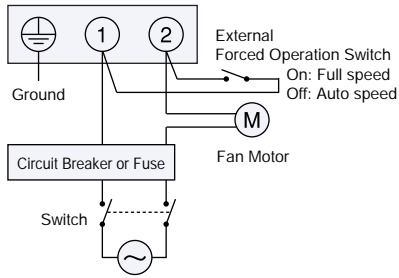 1
2
External
Forced Operation Switch
On: Full speed
Off: Auto speed
Ground
M
Fan Motor
Circuit Breaker or Fuse
Switch